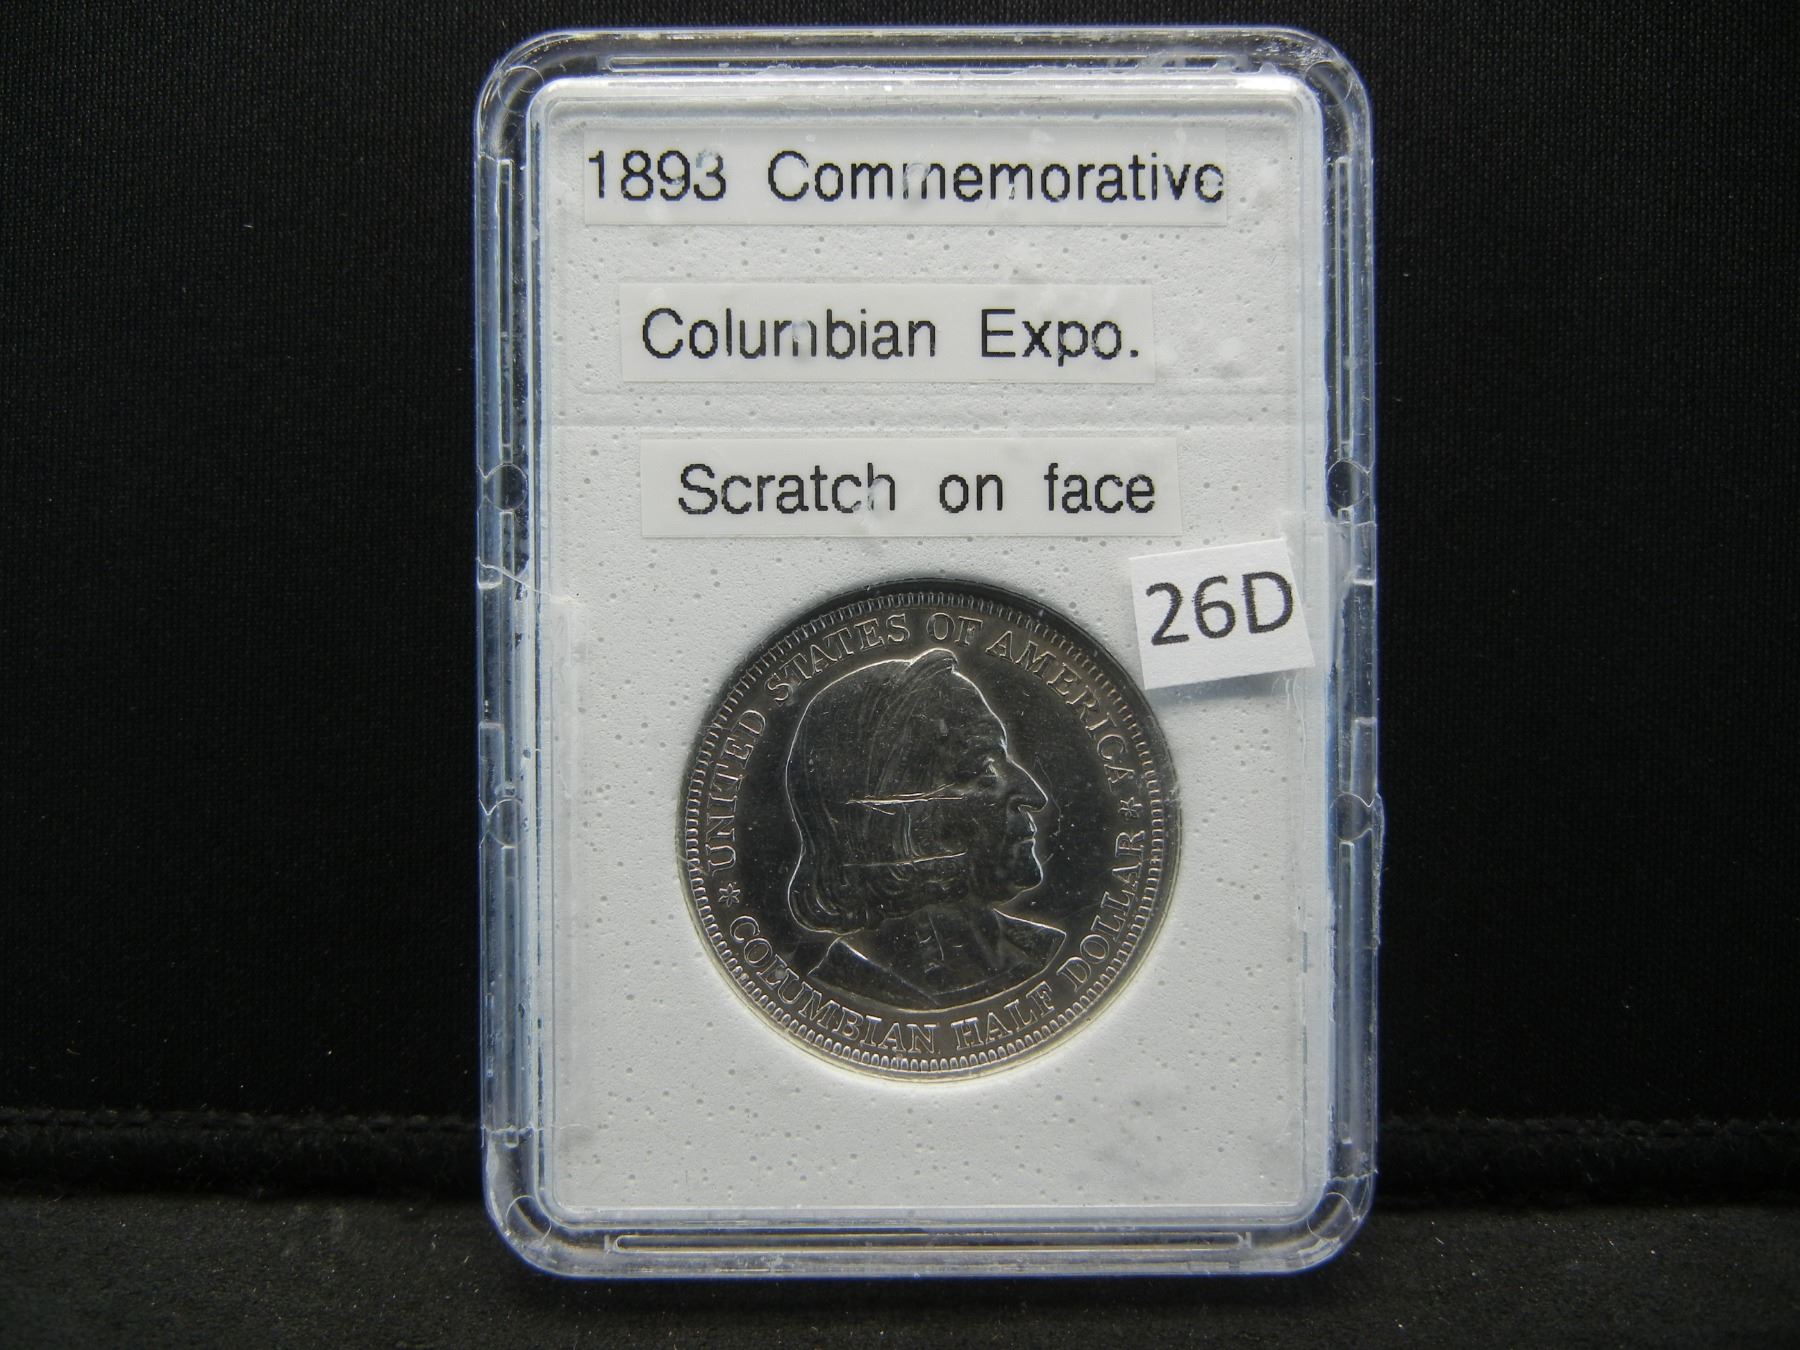 1893 Commemorative
Columbian Expo.
Scratch on face
26D
UNITED STATES OF AMERICA
COLUMBIAN HALF DOLLAR